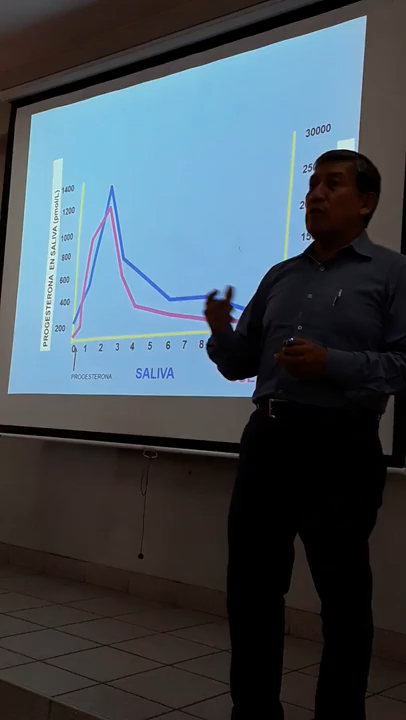 30000
PROGESTERONA EN SALIVA (pmol/L)
1400
1200
1000
800
600
400
200
0 1 2 3 4 5 6 7 8
PROGESTERONA
SALIVA